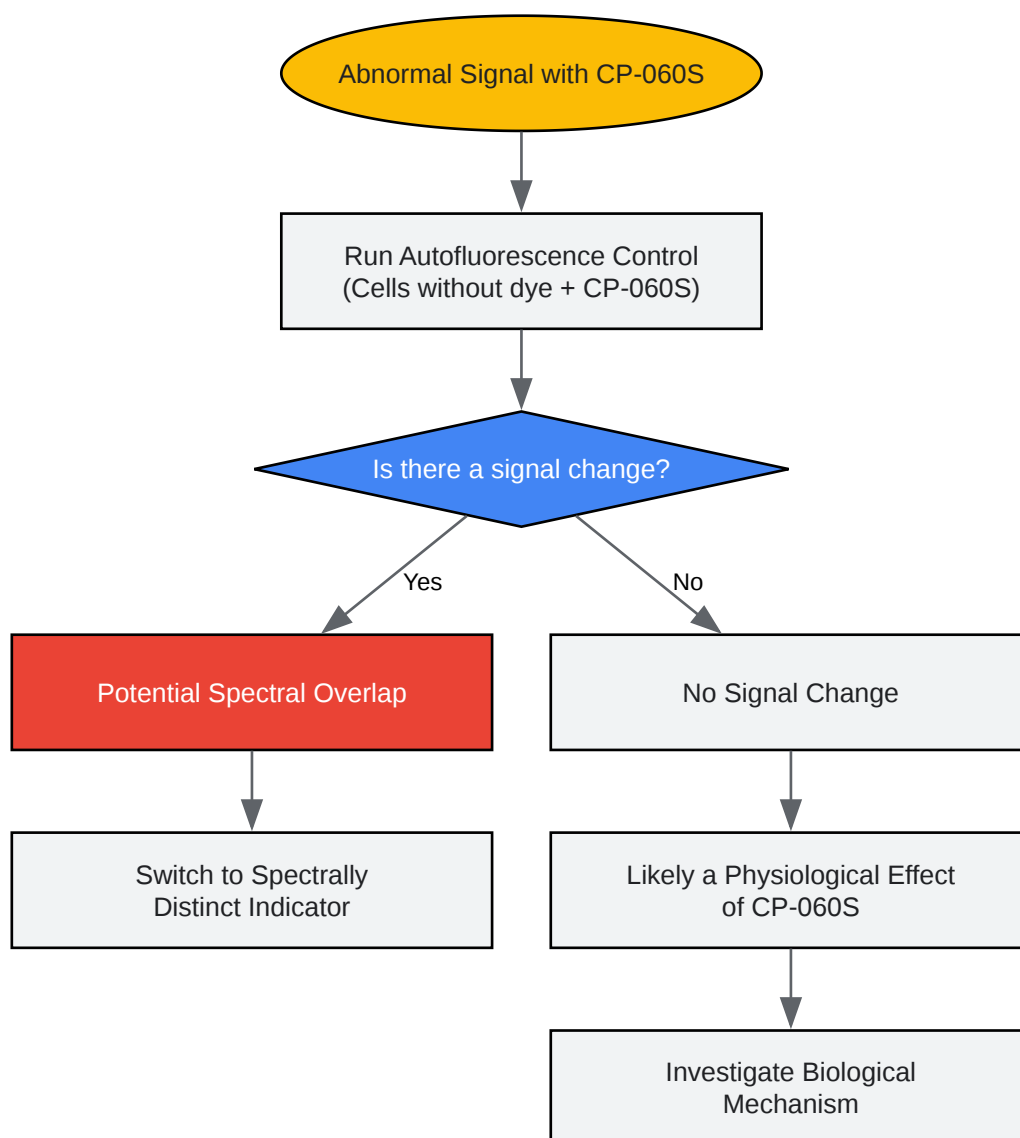 Abnormal Signal with CP-060S
Run Autofluorescence Control
(Cells without dye + CP-060S)
Is there a signal change?
Yes
No
Potential Spectral Overlap
No Signal Change
Switch to Spectrally
Distinct Indicator
Likely a Physiological Effect
of CP-060S
Investigate Biological
Mechanism